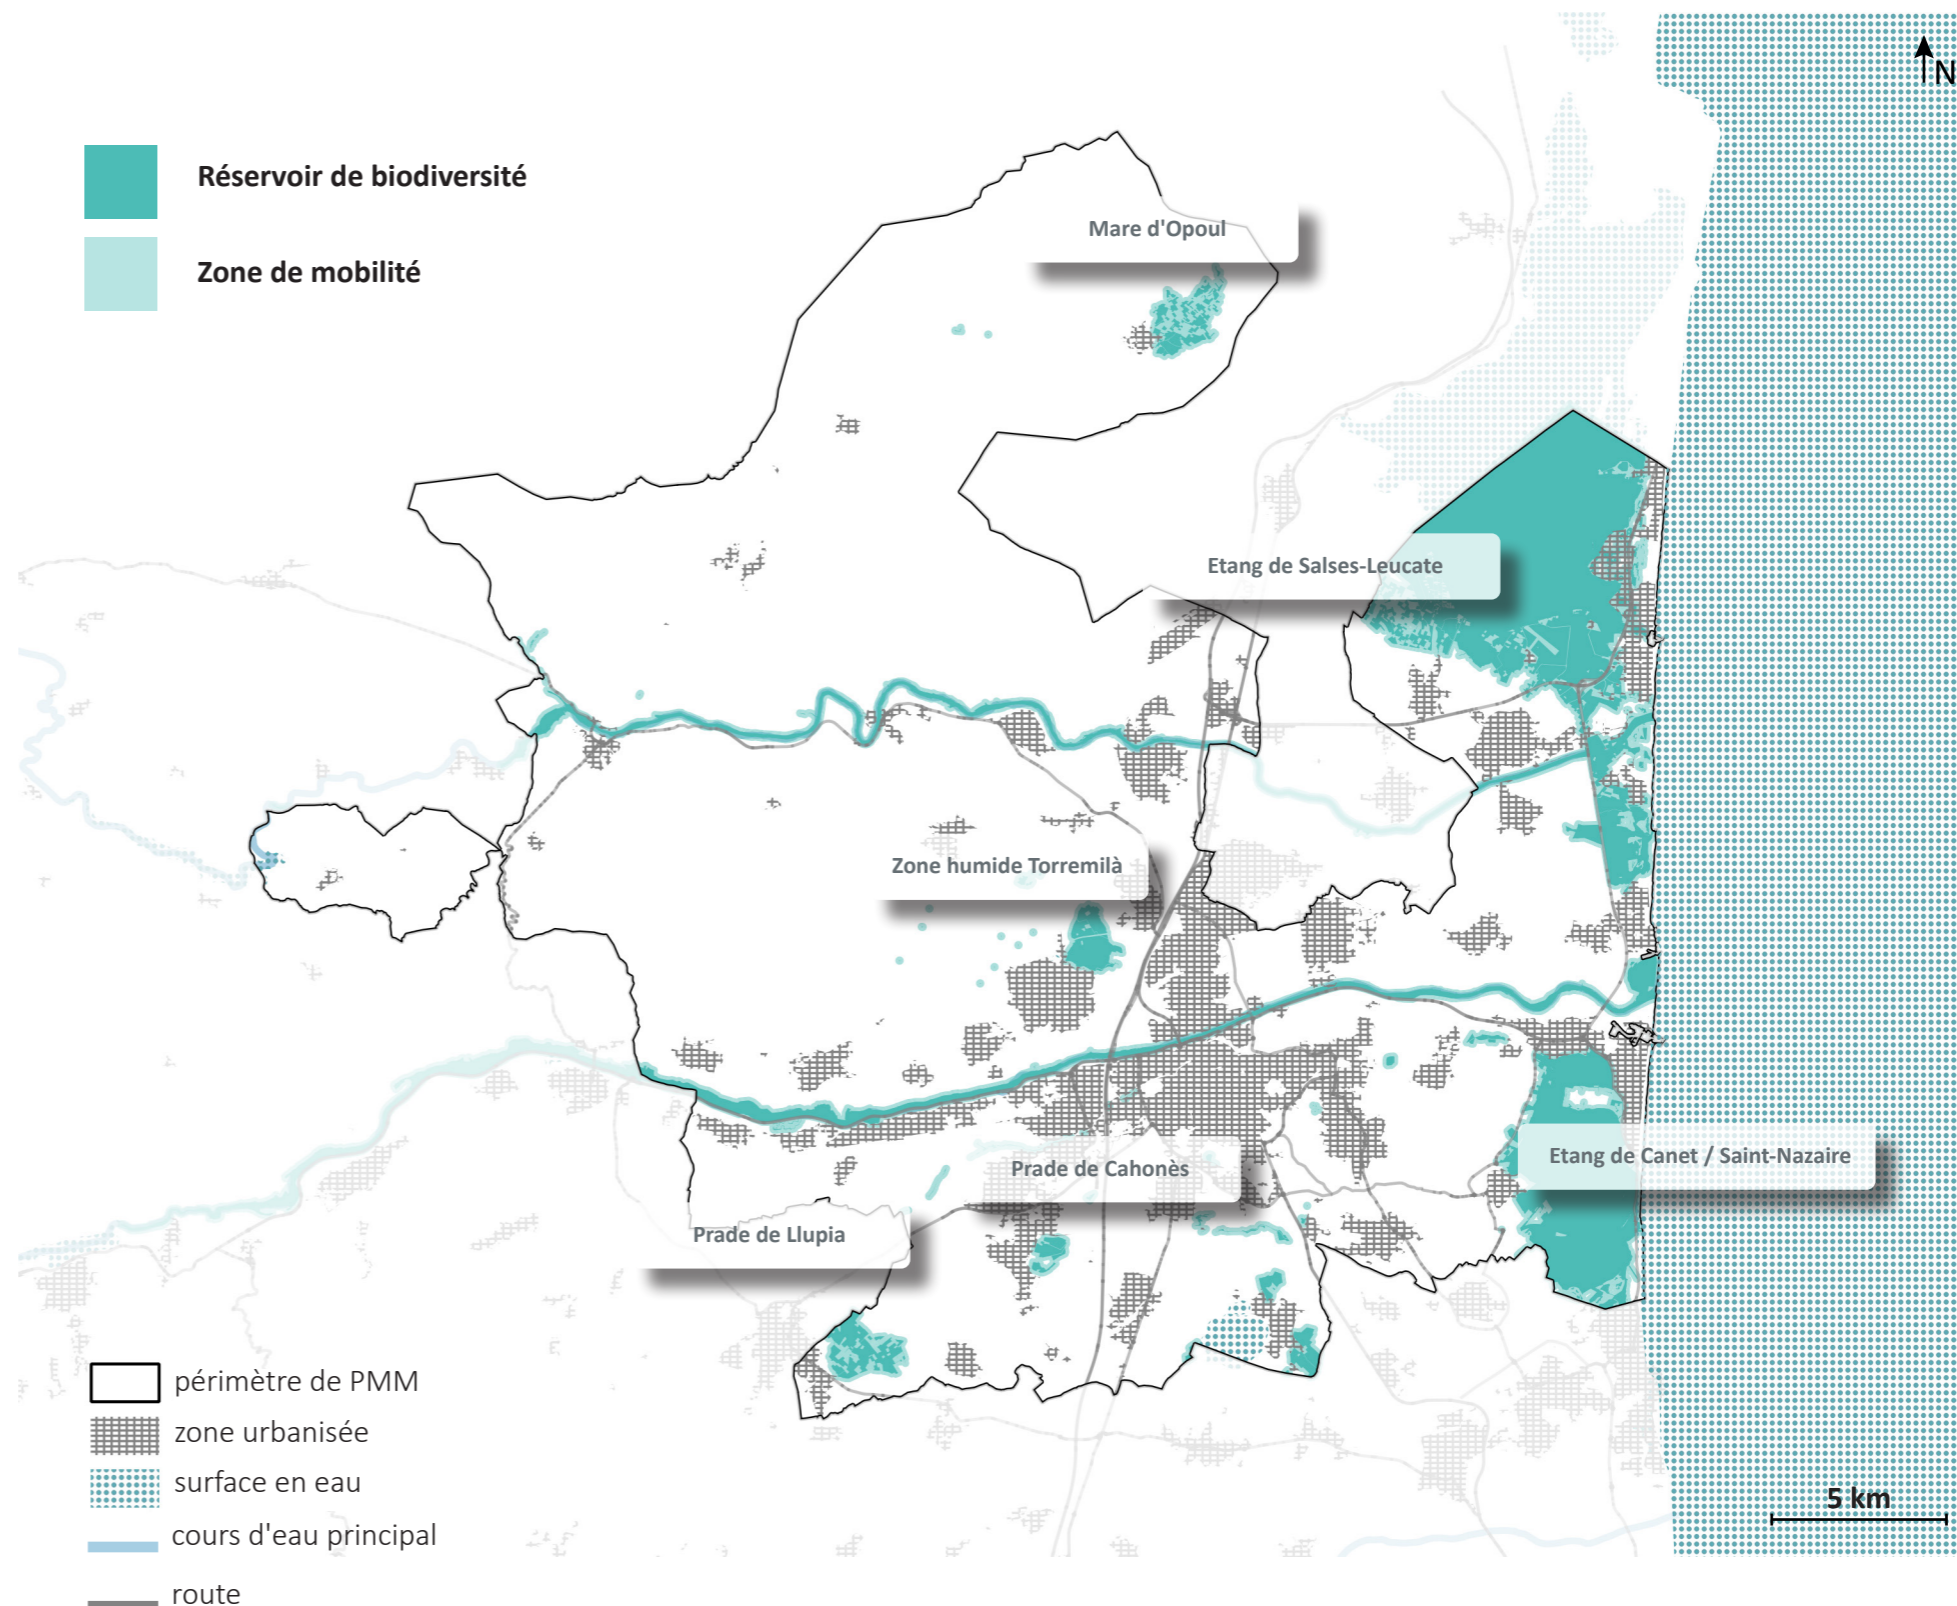 N
Réservoir de biodiversité
Zone de mobilité
Mare d'Opoul
Etang de Salses-Leucate
Zone humide Torremilà
Etang de Canet / Saint-Nazaire
Prade de Cahonès
Prade de Llupia
périmètre de PMM
zone urbanisée
surface en eau
cours d'eau principal
route
5 km